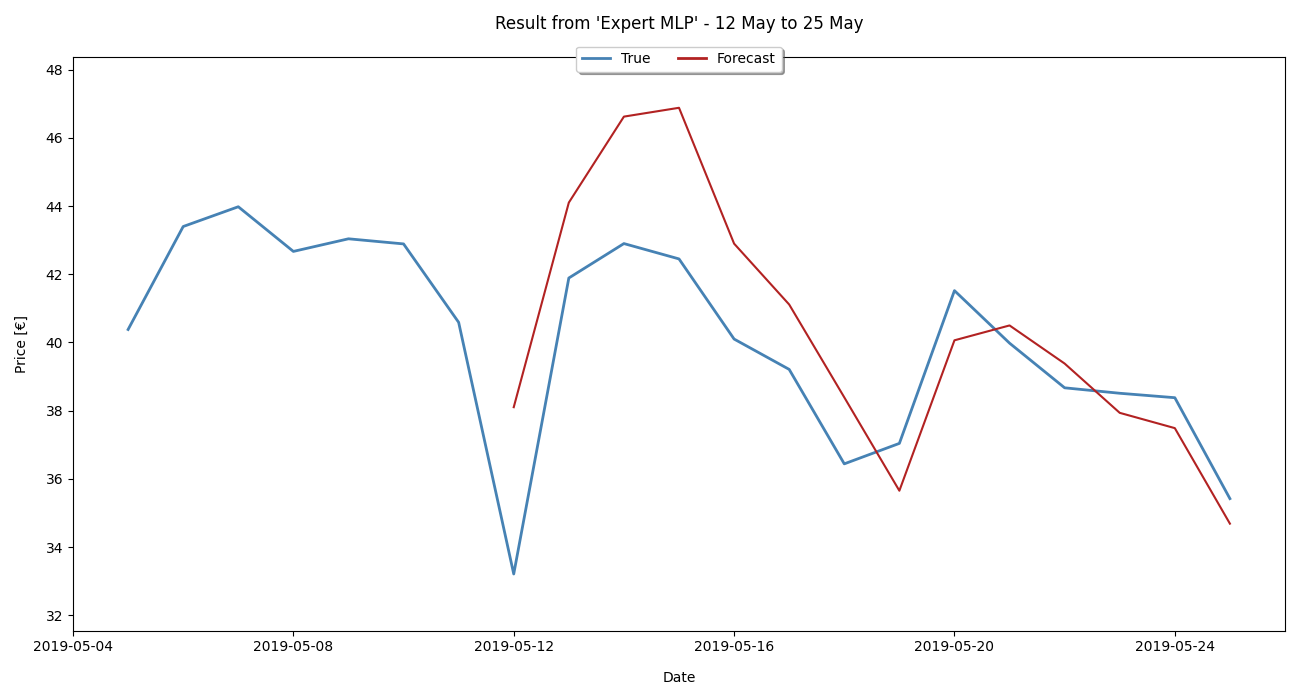 Result from 'Expert MLP' - 12 May to 25 May
True Forecast
48
46
44
42
40
38
36
34
32
Price [€]
2019-05-04 2019-05-08 2019-05-12 2019-05-16 2019-05-20 2019-05-24
Date